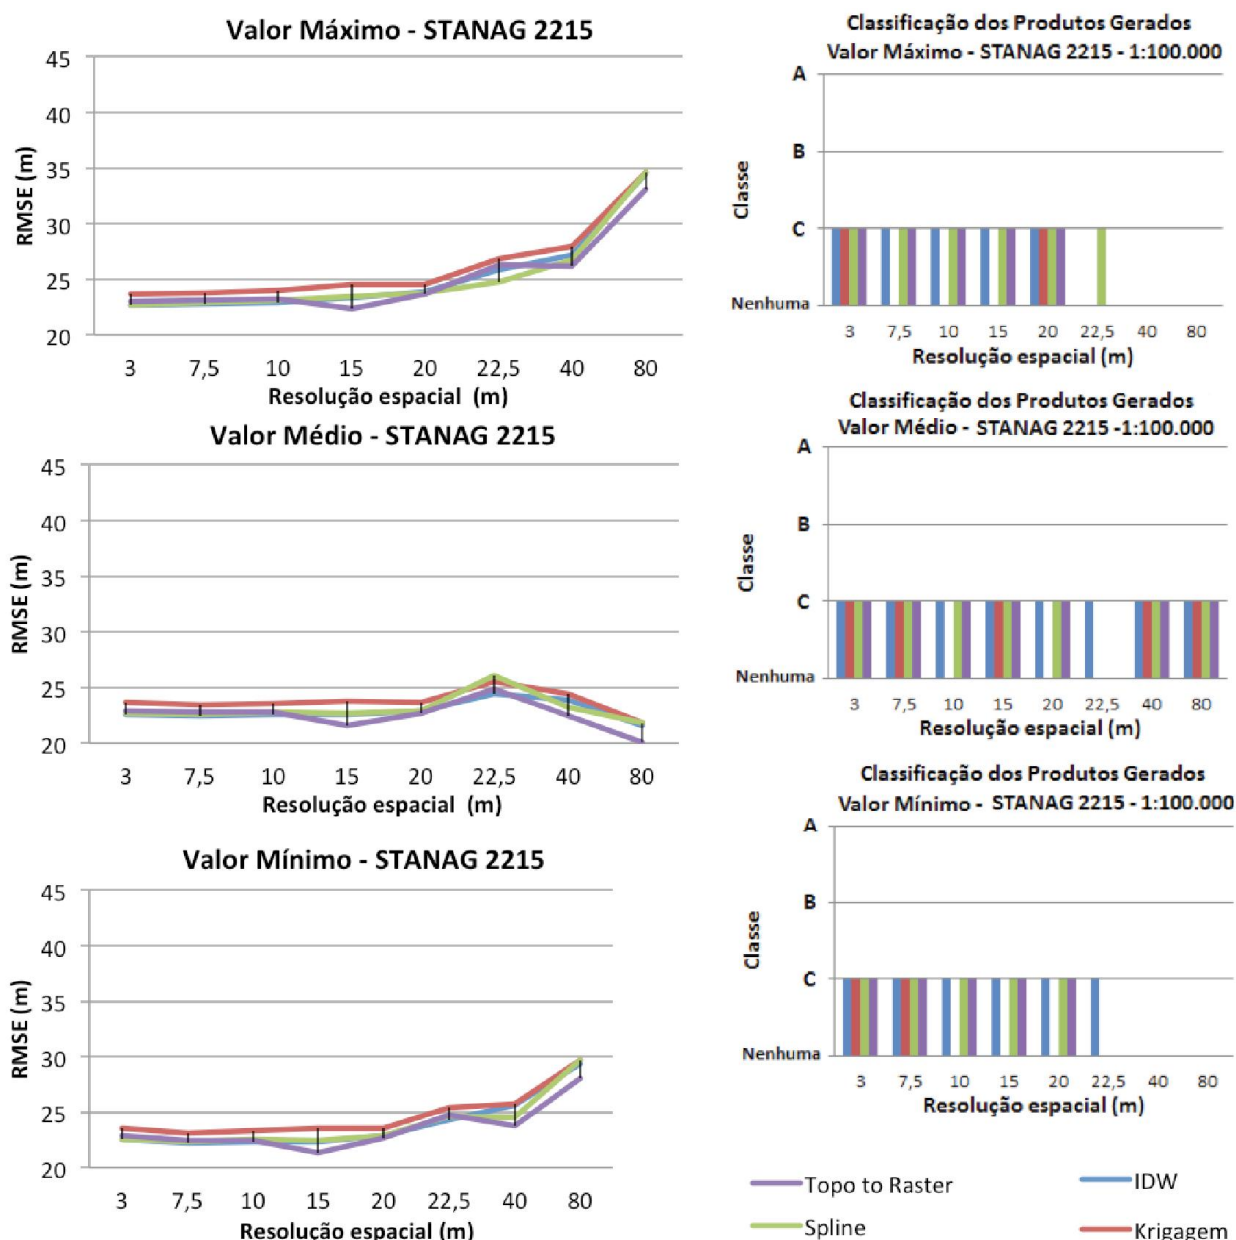 Valor Máximo - STANAG 2215
45
40
35
30
25
20
RMSE (m)
3 7,5 10 15 20 22,5 40 80
Resolução espacial (m)
Classificação dos Produtos Gerados
Valor Máximo - STANAG 2215 - 1:100.000
A
B
C
Nenhuma
Classe
3 7,5 10 15 20 22,5 40 80
Resolução espacial (m)
Valor Médio - STANAG 2215
45
40
35
30
25
20
RMSE (m)
3 7,5 10 15 20 22,5 40 80
Resolução espacial (m)
Classificação dos Produtos Gerados
Valor Médio - STANAG 2215 -1:100.000
A
B
C
Nenhuma
Classe
3 7,5 10 15 20 22,5 40 80
Resolução espacial (m)
Valor Mínimo - STANAG 2215
45
40
35
30
25
20
RMSE (m)
3 7,5 10 15 20 22,5 40 80
Resolução espacial (m)
Classificação dos Produtos Gerados
Valor Mínimo - STANAG 2215 - 1:100.000
A
B
C
Nenhuma
Classe
3 7,5 10 15 20 22,5 40 80
Resolução espacial (m)
Topo to Raster
IDW
Spline
Krigagem